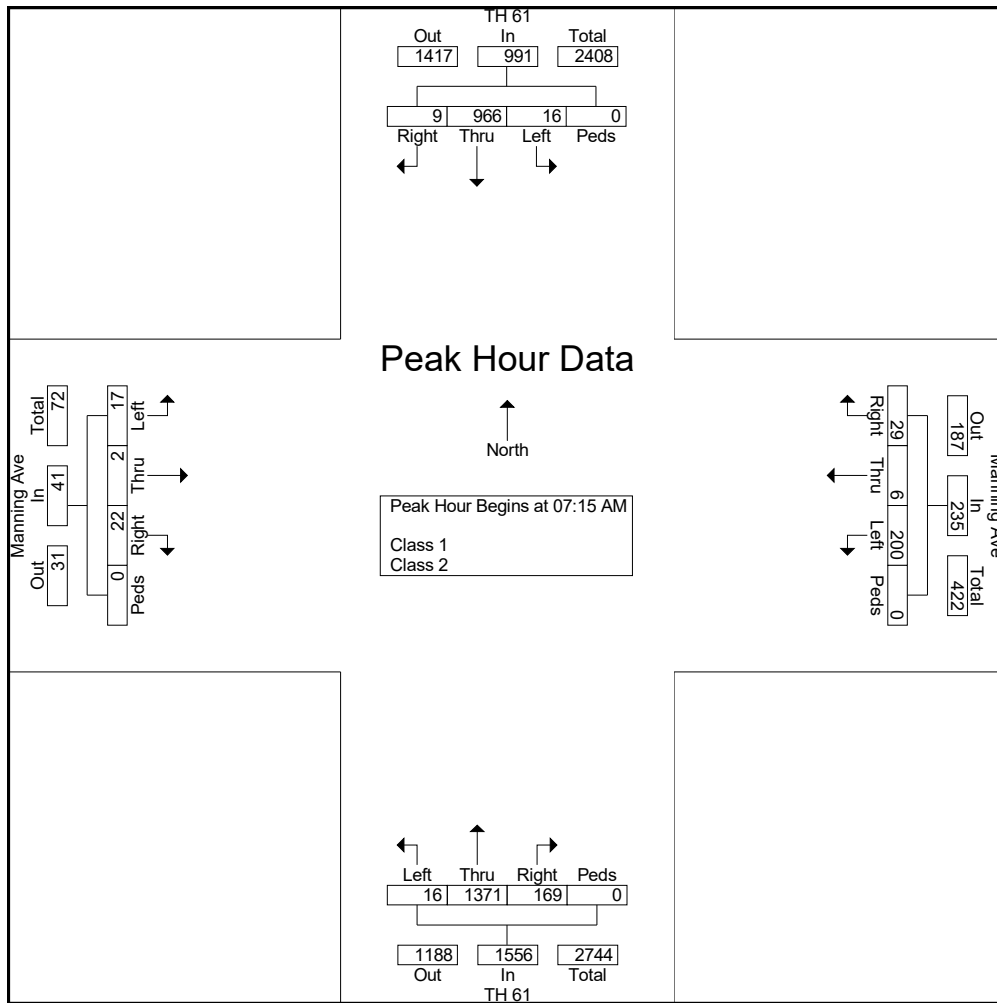 TH 61
Out In Total
1417 991 2408
9 966 16 0
Right Thru Left Peds
Peak Hour Data
North
Peak Hour Begins at 07:15 AM
Class 1
Class 2
Manning Ave
Total In Out
72 41 31
17 2 22 0
Left Thru Right Peds
Manning Ave
Out In Total
187 235 422
29 6 200 0
Right Thru Left Peds
Left Thru Right Peds
16 1371 169 0
1188 1556 2744
Out In Total
TH 61